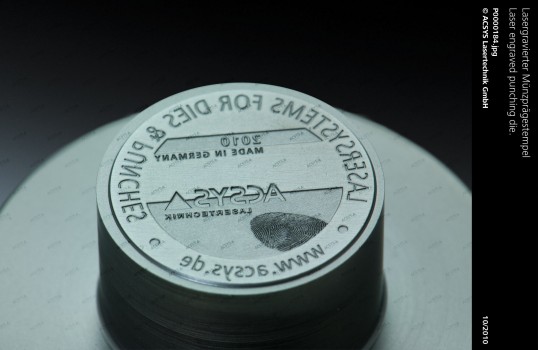 LASERSYSTEMS FOR DIES & PUNCHES
2010
MADE IN GERMANY
ACSYS
LASERTECHNIK
www.acsys.de
Lasergravierter Münzprägestempel
Laser engraved punching die.
P0000184.jpg
© ACSYS Lasertechnik GmbH
10/2010